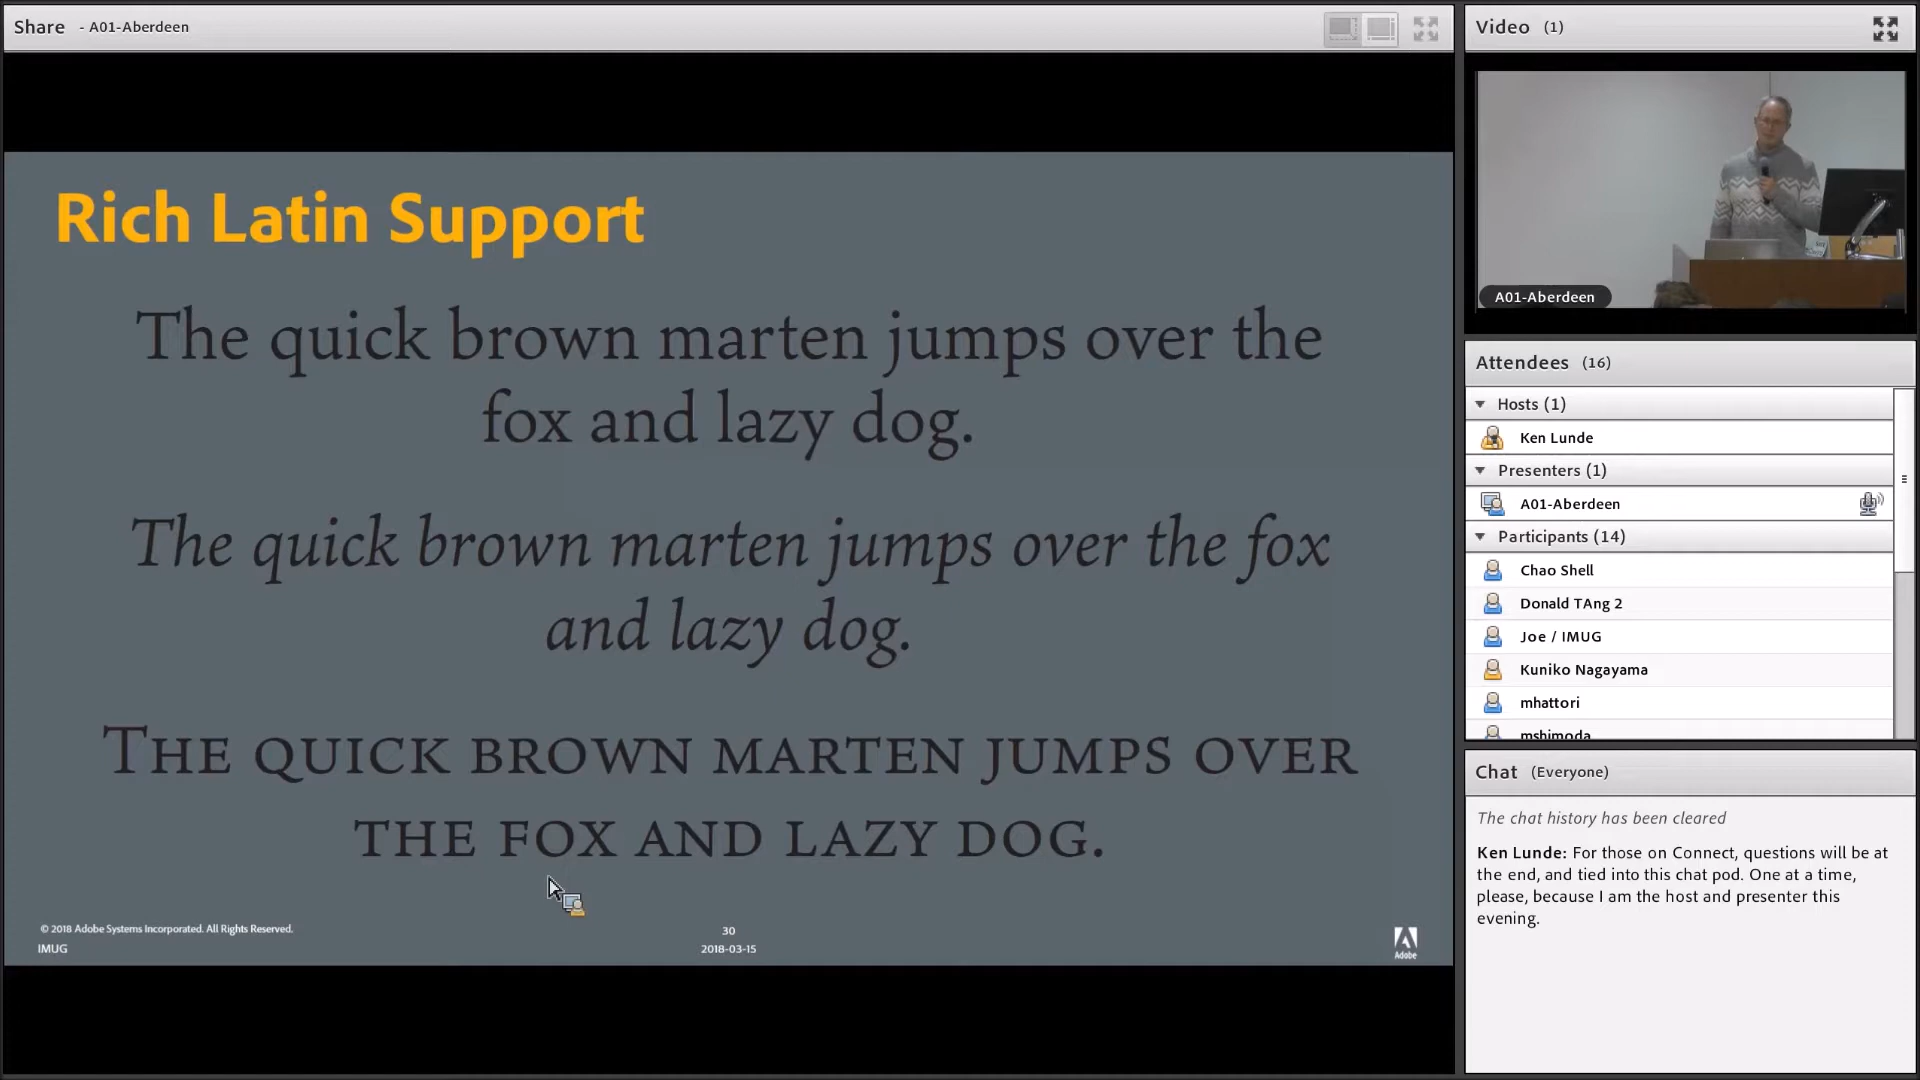 Share - A01-Aberdeen
Rich Latin Support
The quick brown marten jumps over the
fox and lazy dog.
The quick brown marten jumps over the fox
and lazy dog.
The quick brown marten jumps over
the fox and lazy dog.
© 2018 Adobe Systems Incorporated. All Rights Reserved.
IMUG
30
2018-03-15
Adobe
Video (1)
A01-Aberdeen
Attendees (16)
Hosts (1)
Ken Lunde
Presenters (1)
A01-Aberdeen
Participants (14)
Chao Shell
Donald TAng 2
Joe / IMUG
Kuniko Nagayama
mhattori
mshimoda
Chat (Everyone)
The chat history has been cleared
Ken Lunde: For those on Connect, questions will be at
the end, and tied into this chat pod. One at a time,
please, because I am the host and presenter this
evening.